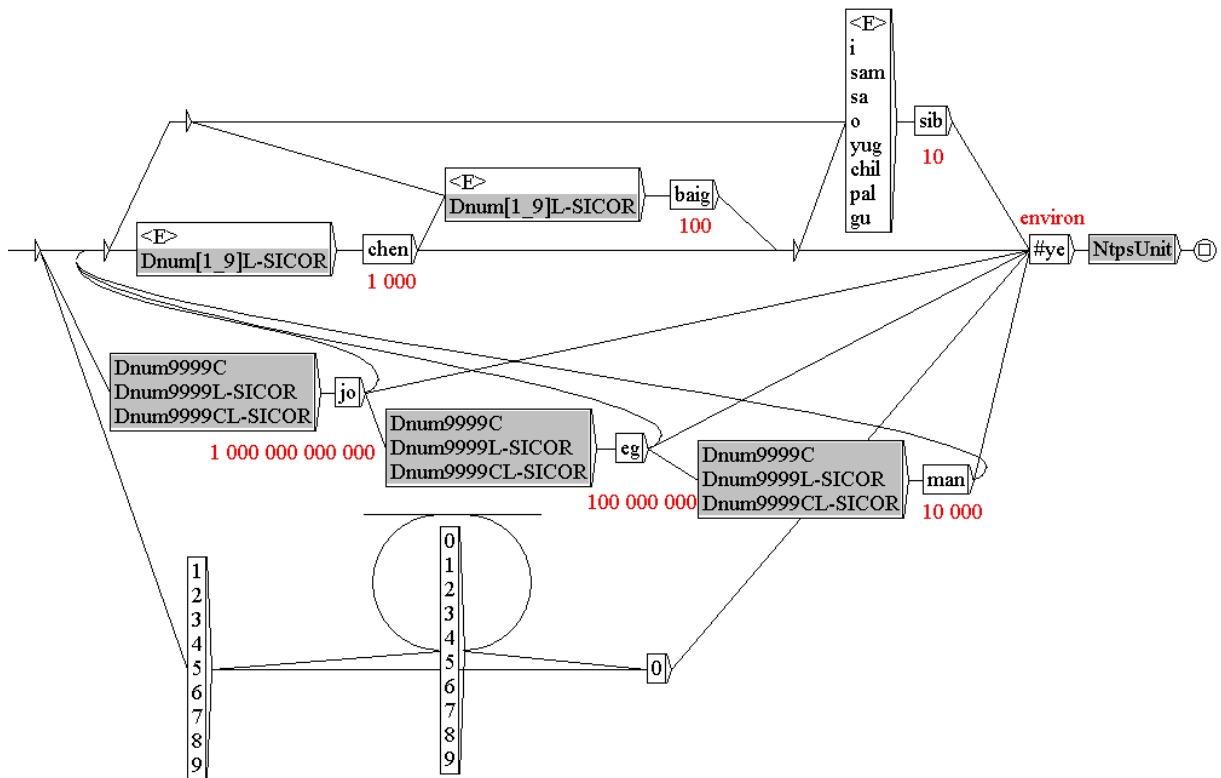 <E>
i
sam
sa
o
yug
chil
pal
gu
sib
10
<E>
Dnum[1_9]L-SICOR
baig
100
<E>
Dnum[1_9]L-SICOR
chen
1 000
environ
#ye
NtpsUnit
Dnum9999C
Dnum9999L-SICOR
Dnum9999CL-SICOR
jo
1 000 000 000 000
Dnum9999C
Dnum9999L-SICOR
Dnum9999CL-SICOR
eg
100 000 000
Dnum9999C
Dnum9999L-SICOR
Dnum9999CL-SICOR
man
10 000
1
2
3
4
5
6
7
8
9
0
1
2
3
4
5
6
7
8
9
0